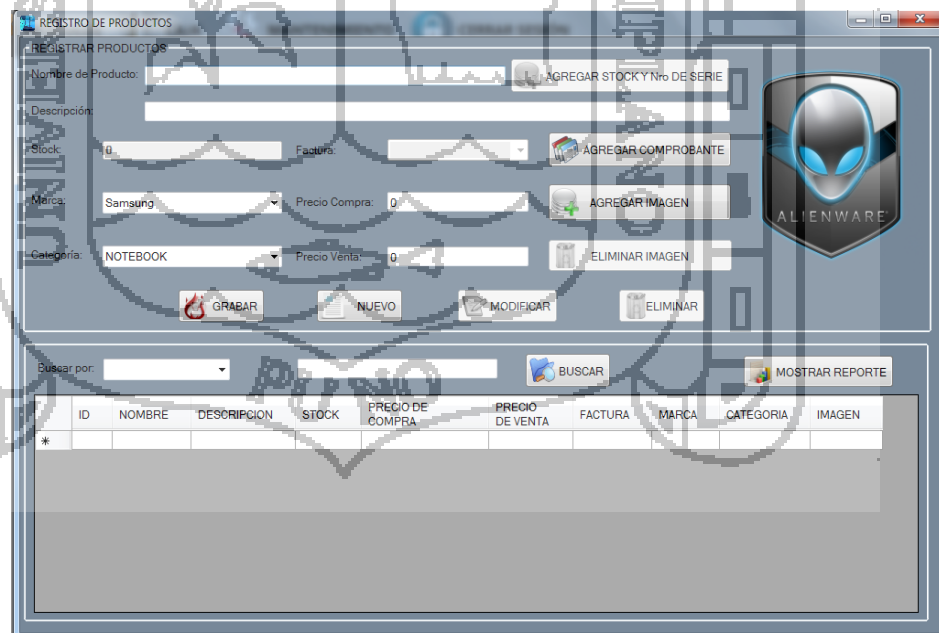 REGISTRO DE PRODUCTOS
MANTENIMIENTO CERRAR SESIÓN
REGISTRAR PRODUCTOS
Nombre de Producto: AGREGAR STOCK Y Nro DE SERIE
Descripción:
Stock: 0 Factura: AGREGAR COMPROBANTE
Marca: Samsung Precio Compra: 0 AGREGAR IMAGEN
ALIENWARE
Categoría: NOTEBOOK Precio Venta: 0 ELIMINAR IMAGEN
GRABAR NUEVO MODIFICAR ELIMINAR
Buscar por: BUSCAR MOSTRAR REPORTE
ID NOMBRE DESCRIPCION STOCK PRECIO DE COMPRA PRECIO DE VENTA FACTURA MARCA CATEGORIA IMAGEN
*